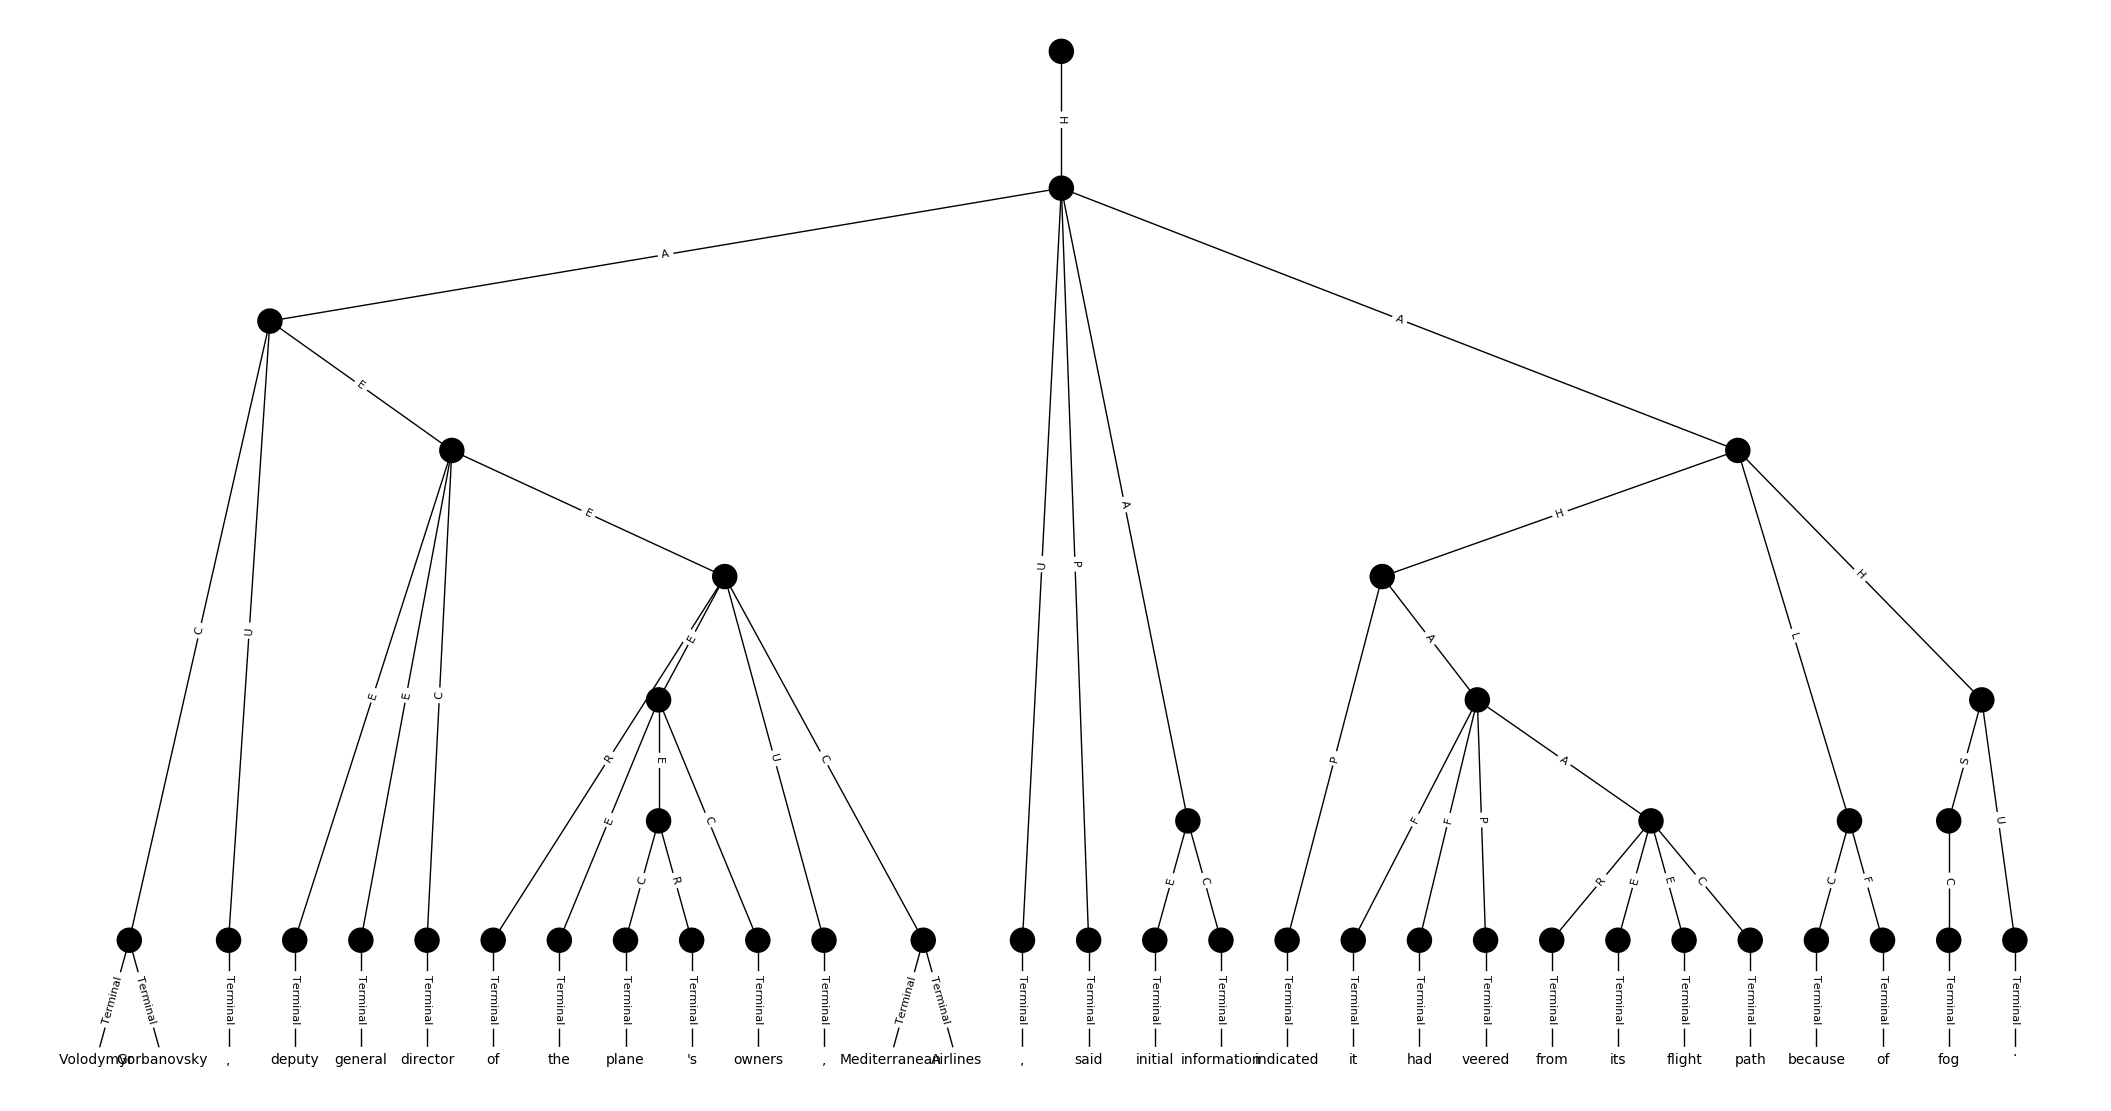 H
A
A
E
E
A
H
U
P
H
C
U
E
A
L
E
E
C
R
E
U
C
P
S
E
C
F
F
P
A
U
C
R
E
C
R
E
E
C
C
F
C
Terminal Terminal Terminal Terminal Terminal Terminal Terminal Terminal Terminal Terminal Terminal Terminal Terminal Terminal Terminal Terminal Terminal Terminal Terminal Terminal Terminal Terminal Terminal Terminal Terminal Terminal Terminal Terminal Terminal Terminal Terminal
Volodymyr Gorbanovsky , deputy general director of the plane 's owners , Mediterranean Airlines , said initial information indicated it had veered from its flight path because of fog .